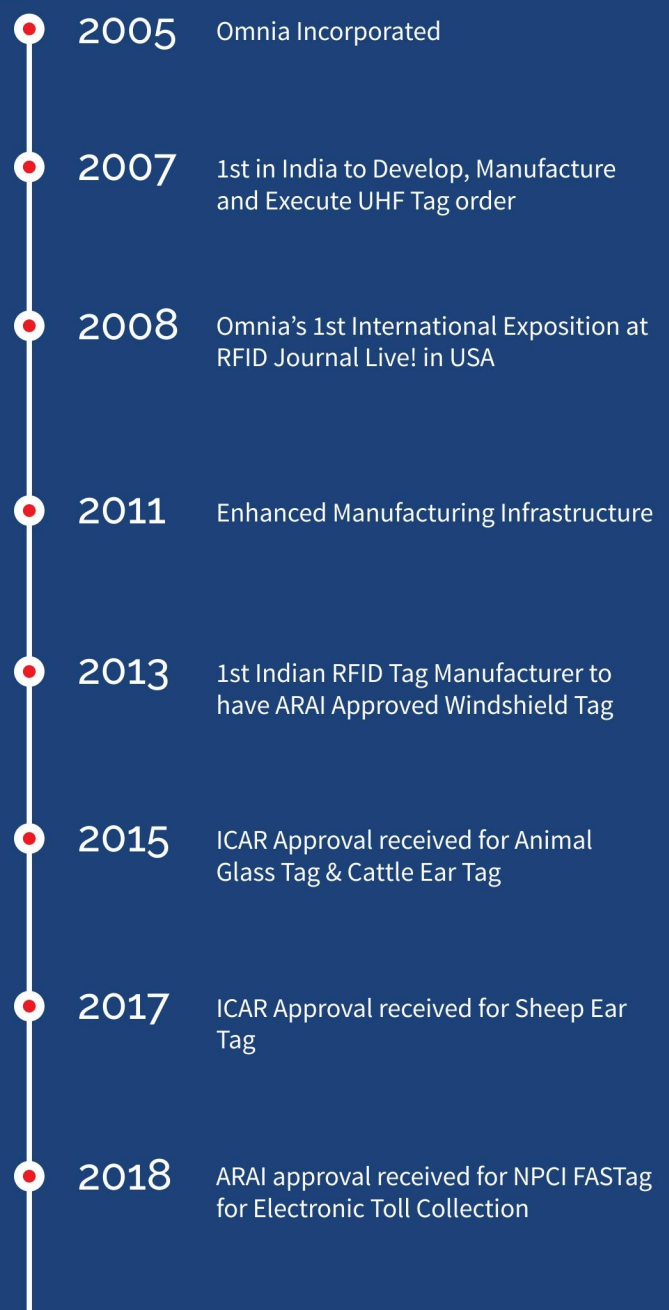 2005 Omnia Incorporated
2007 1st in India to Develop, Manufacture
and Execute UHF Tag order
2008 Omnia’s 1st International Exposition at
RFID Journal Live! in USA
2011 Enhanced Manufacturing Infrastructure
2013 1st Indian RFID Tag Manufacturer to
have ARAI Approved Windshield Tag
2015 ICAR Approval received for Animal
Glass Tag & Cattle Ear Tag
2017 ICAR Approval received for Sheep Ear
Tag
2018 ARAI approval received for NPCI FASTag
for Electronic Toll Collection